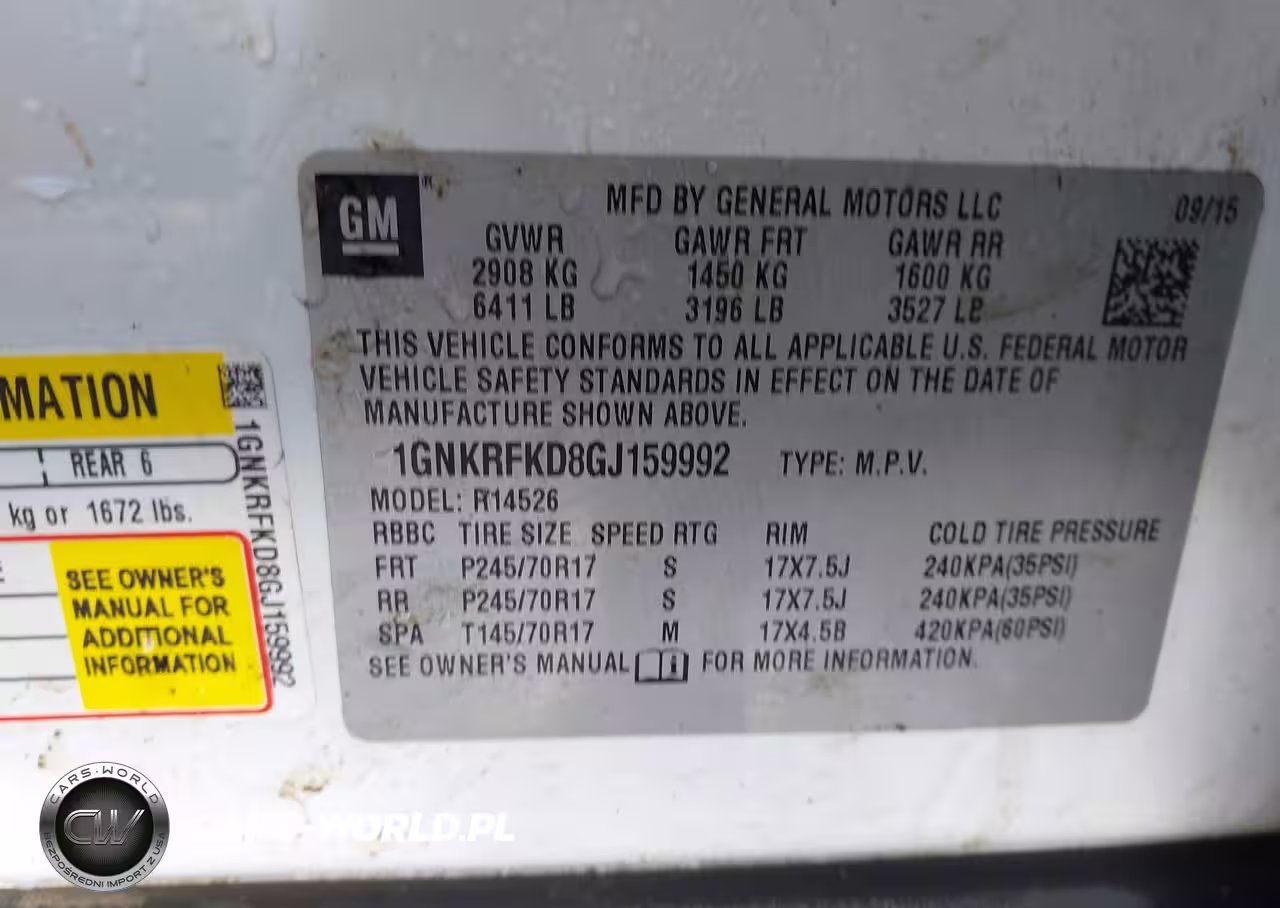 GM
MFD BY GENERAL MOTORS LLC 09/15
GVWR GAWR FRT GAWR RR
2908 KG 1450 KG 1600 KG
6411 LB 3196 LB 3527 LB
THIS VEHICLE CONFORMS TO ALL APPLICABLE U.S. FEDERAL MOTOR
VEHICLE SAFETY STANDARDS IN EFFECT ON THE DATE OF
MANUFACTURE SHOWN ABOVE.
1GNKRFKD8GJ159992 TYPE: M.P.V.
MODEL: R14526
RBBC TIRE SIZE SPEED RTG RIM COLD TIRE PRESSURE
FRT P245/70R17 S 17X7.5J 240KPA(35PSI)
RR P245/70R17 S 17X7.5J 240KPA(35PSI)
SPA T145/70R17 M 17X4.5B 420KPA(60PSI)
SEE OWNER'S MANUAL FOR MORE INFORMATION.
MATION
REAR 6
kg or 1672 lbs.
SEE OWNER'S
MANUAL FOR
ADDITIONAL
INFORMATION
1GNKRFKD8GJ159992
CARS-WORLD
CW
BEZPOŚREDNI IMPORT Z USA
WORLD.PL